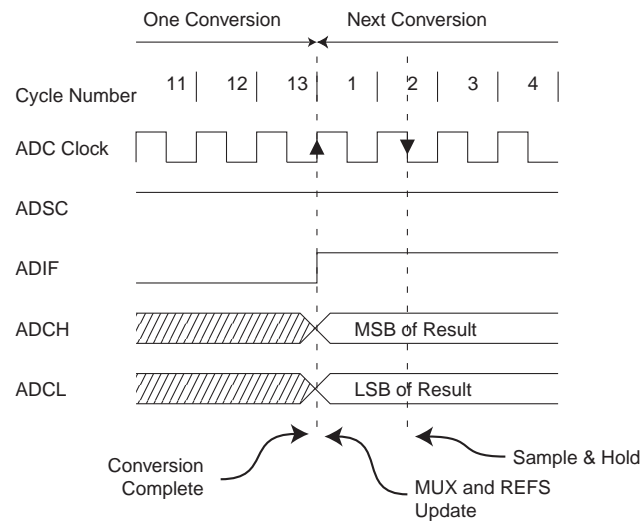 One Conversion Next Conversion
Cycle Number 11 12 13 1 2 3 4
ADC Clock
ADSC
ADIF
ADCH MSB of Result
ADCL LSB of Result
Conversion
Complete
MUX and REFS
Update
Sample & Hold